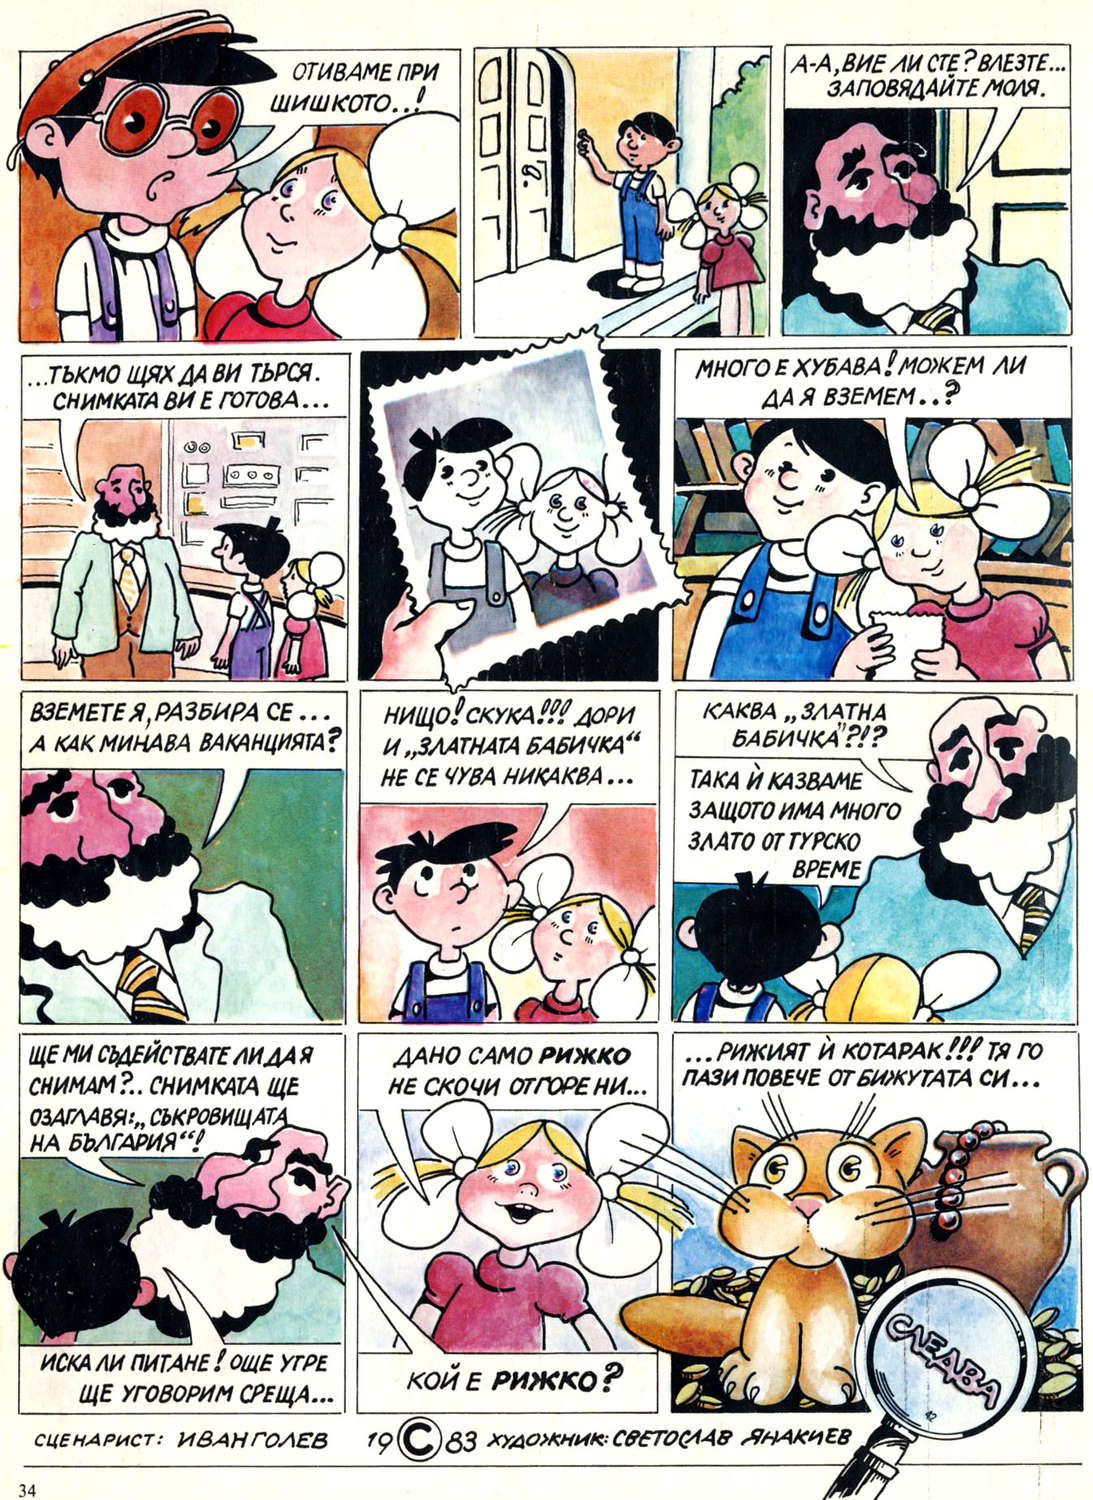 ОТИВАМЕ ПРИ
ШИШКОТО..!
А-А, ВИЕ ЛИ СТЕ? ВЛЕЗТЕ...
ЗАПОВЯДАЙТЕ МОЛЯ.
...ТЪКМО ЩЯХ ДА ВИ ТЪРСЯ.
СНИМКАТА ВИ Е ГОТОВА...
МНОГО Е ХУБАВА! МОЖЕМ ЛИ
ДА Я ВЗЕМЕМ..?
ВЗЕМЕТЕ Я, РАЗБИРА СЕ...
А КАК МИНАВА ВАКАНЦИЯТА?
НИЩО! СКУКА!!! ДОРИ
И „ЗЛАТНАТА БАБИЧКА“
НЕ СЕ ЧУВА НИКАКВА...
КАКВА „ЗЛАТНА
БАБИЧКА“?!?
ТАКА Ѝ КАЗВАМЕ
ЗАЩОТО ИМА МНОГО
ЗЛАТО ОТ ТУРСКО
ВРЕМЕ
ЩЕ МИ СЪДЕЙСТВАТЕ ЛИ ДА Я
СНИМАМ?.. СНИМКАТА ЩЕ
ОЗАГЛАВЯ: „СЪКРОВИЩАТА
НА БЪЛГАРИЯ“!
ИСКА ЛИ ПИТАНЕ! ОЩЕ УТРЕ
ЩЕ УГОВОРИМ СРЕЩА...
ДАНО САМО РИЖКО
НЕ СКОЧИ ОТГОРЕ НИ...
КОЙ Е РИЖКО?
...РИЖИЯТ Ѝ КОТАРАК!!! ТЯ ГО
ПАЗИ ПОВЕЧЕ ОТ БИЖУТАТА СИ...
СЛЕДВА
42
СЦЕНАРИСТ: ИВАН ГОЛЕВ 19 © 83 ХУДОЖНИК: СВЕТОСЛАВ ЯНАКИЕВ
34